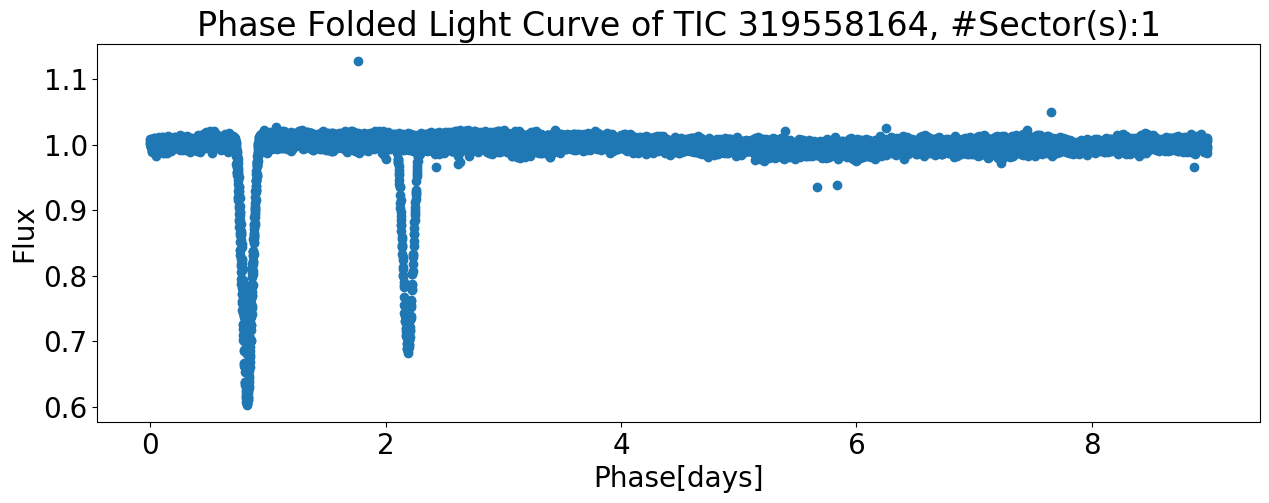 Phase Folded Light Curve of TIC 319558164, #Sector(s):1
1.1
1.0
0.9
0.8
0.7
0.6
Flux
0 2 4 6 8
Phase[days]